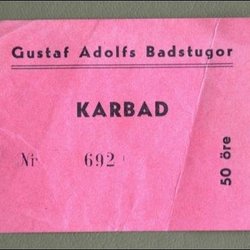 Gustaf Adolfs Badstugor
KARBAD
Nr 692
50 öre